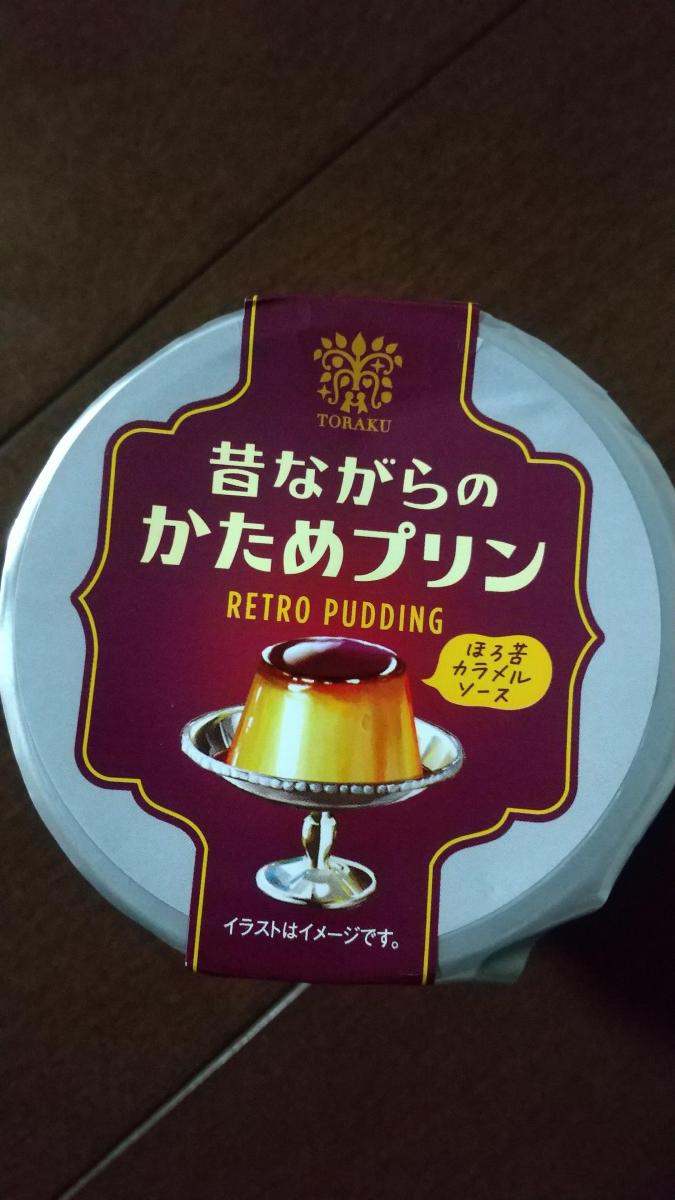 TORAKU
昔ながらの
かためプリン
RETRO PUDDING
ほろ苦
カラメル
ソース
イラストはイメージです。